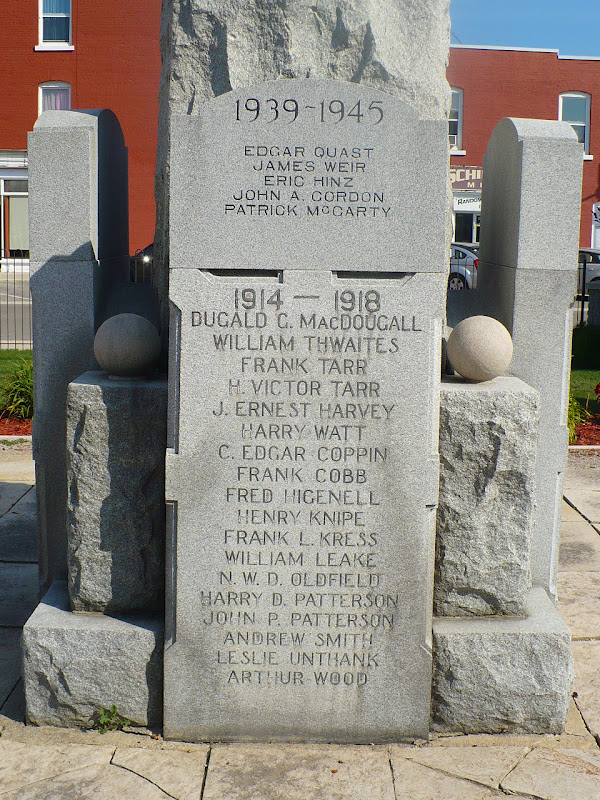 1939-1945
EDGAR QUAST
JAMES WEIR
ERIC HINZ
JOHN A. GORDON
PATRICK McCARTY
1914 — 1918
DUGALD G. MACDOUGALL
WILLIAM THWAITES
FRANK TARR
H. VICTOR TARR
J. ERNEST HARVEY
HARRY WATT
C. EDGAR COPPIN
FRANK COBB
FRED HIGENELL
HENRY KNIPE
FRANK L. KRESS
WILLIAM LEAKE
N. W. D. OLDFIELD
HARRY D. PATTERSON
JOHN P. PATTERSON
ANDREW SMITH
LESLIE UNTHANK
ARTHUR WOOD